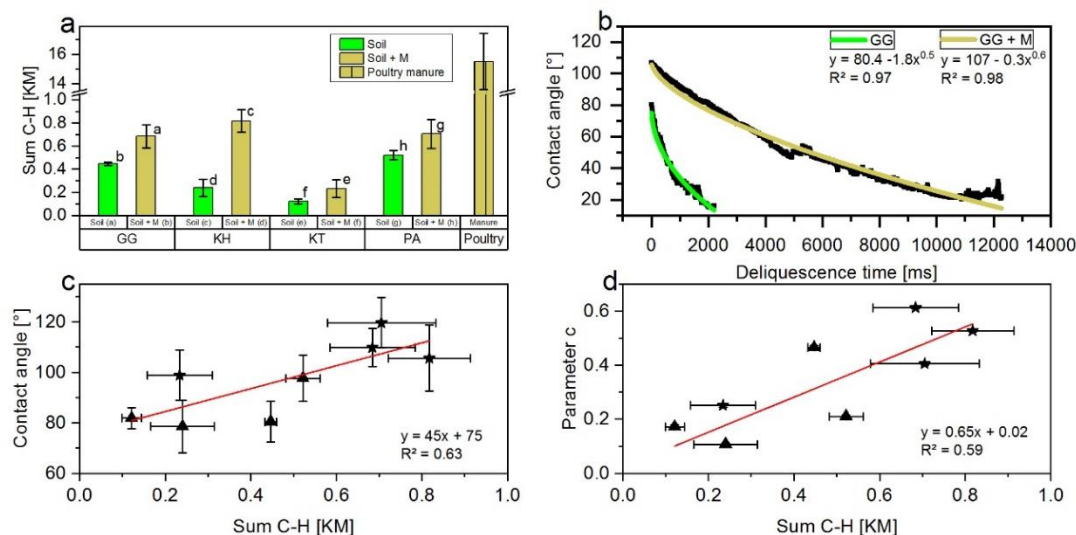 a
Sum C-H [KM]
16
14
1.0
0.8
0.6
0.4
0.2
0.0
Soil
Soil + M
Poultry manure
b
a
d
c
f
e
h
g
Soil (a)
Soil + M (b)
Soil (c)
Soil + M (d)
Soil (e)
Soil + M (f)
Soil (g)
Soil + M (h)
Manure
GG
KH
KT
PA
Poultry
b
Contact angle [°]
120
100
80
60
40
20
GG
GG + M
y = 80.4 -1.8x^0.5
R² = 0.97
y = 107 - 0.3x^0.6
R² = 0.98
0 2000 4000 6000 8000 10000 12000 14000
Deliquescence time [ms]
c
Contact angle [°]
120
100
80
60
y = 45x + 75
R² = 0.63
0.0 0.2 0.4 0.6 0.8 1.0
Sum C-H [KM]
d
Parameter c
0.6
0.4
0.2
0.0
y = 0.65x + 0.02
R² = 0.59
0.0 0.2 0.4 0.6 0.8 1.0
Sum C-H [KM]